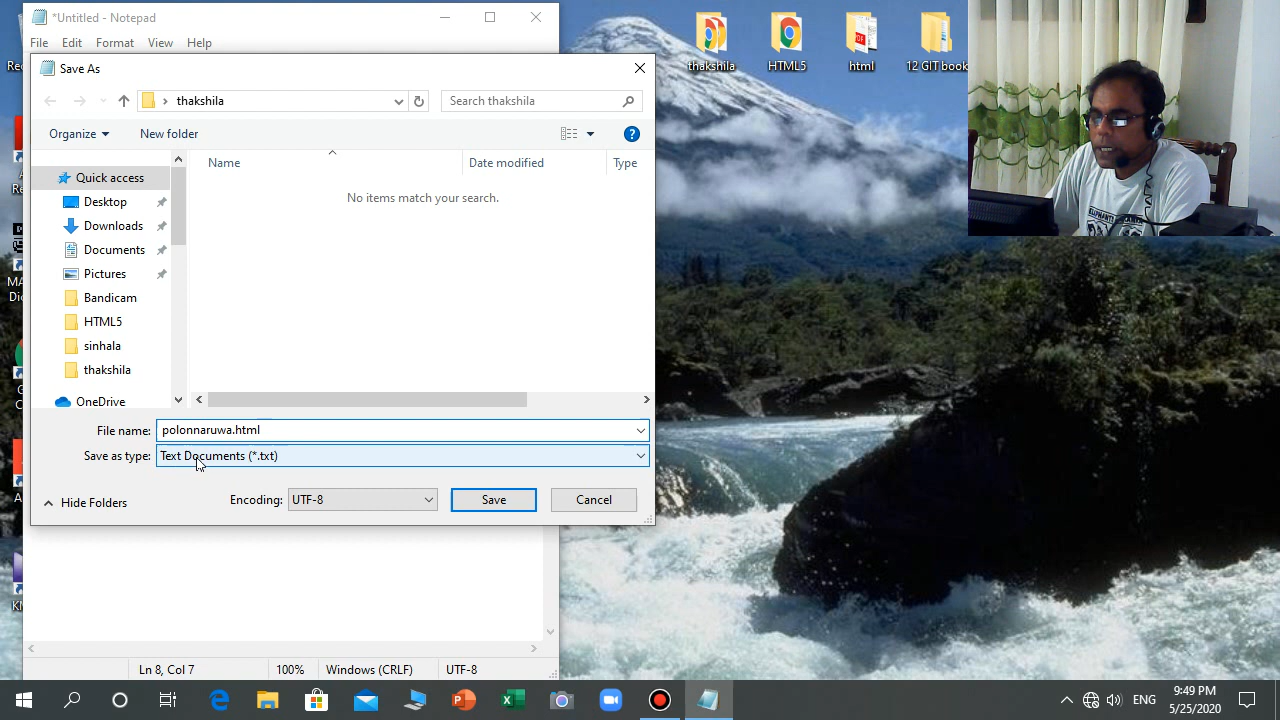 *Untitled - Notepad
File Edit Format View Help
Save As
thakshila
Search thakshila
Organize
New folder
Name
Date modified
Type
No items match your search.
Quick access
Desktop
Downloads
Documents
Pictures
Bandicam
HTML5
sinhala
thakshila
OneDrive
File name: polonnaruwa.html
Save as type: Text Documents (*.txt)
Hide Folders
Encoding: UTF-8
Save
Cancel
Ln 8, Col 7
100%
Windows (CRLF)
UTF-8
thakshila
HTML5
html
12 GIT book
ENG
9:49 PM
5/25/2020